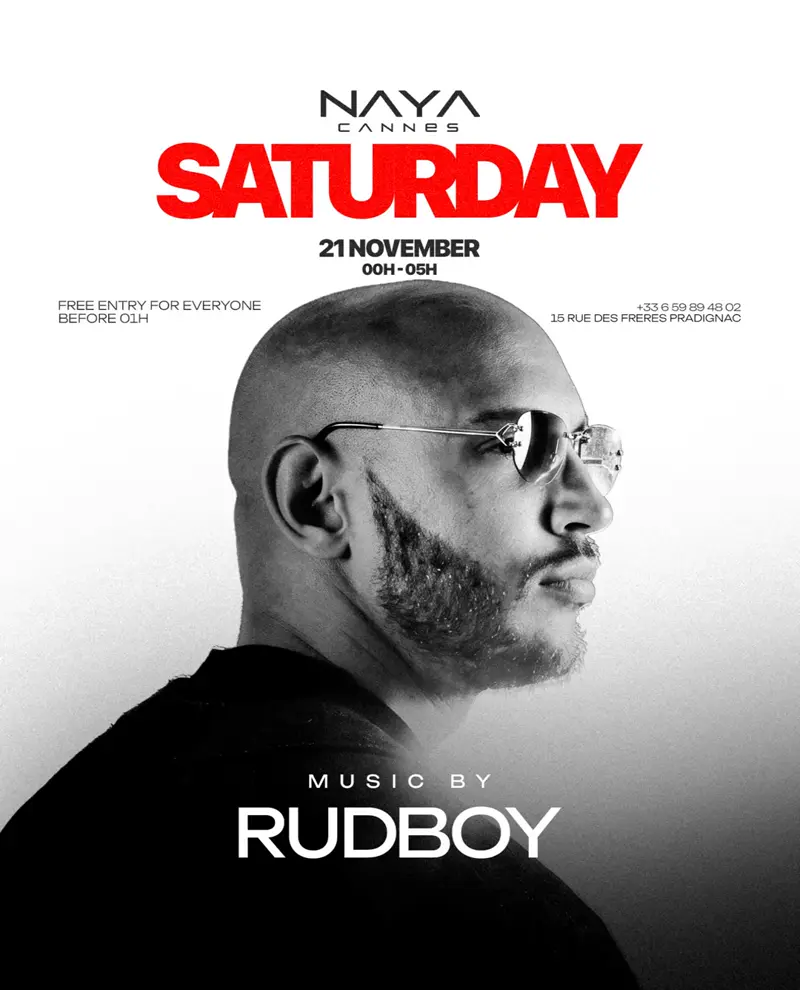 NAYA
CANNES
SATURDAY
21 NOVEMBER
00H - 05H
FREE ENTRY FOR EVERYONE
BEFORE 01H
+33 6 59 89 48 02
15 RUE DES FRERES PRADIGNAC
MUSIC BY
RUDBOY